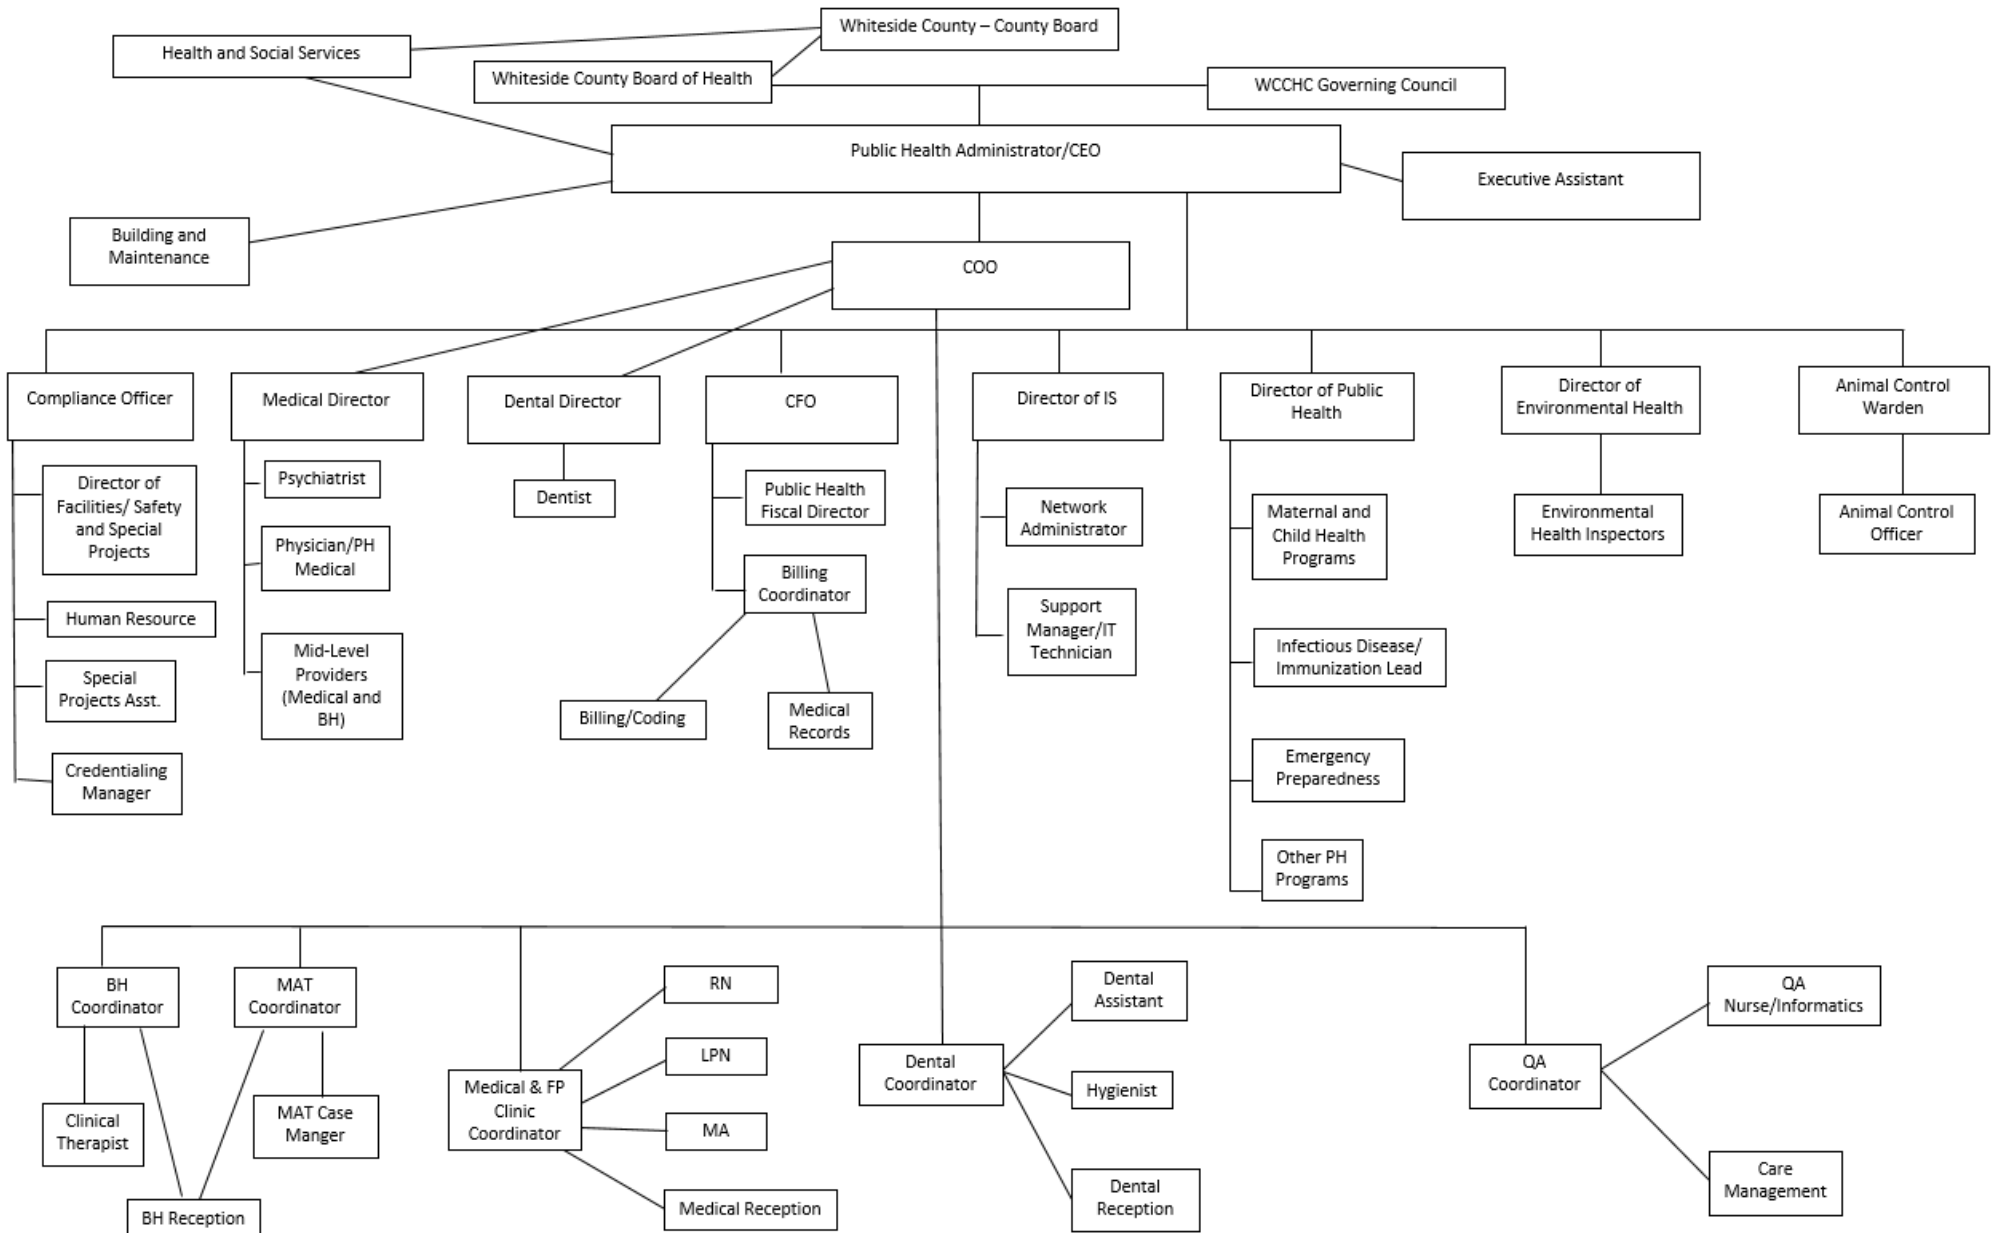 Whiteside County – County Board
Health and Social Services
Whiteside County Board of Health
WCCHC Governing Council
Public Health Administrator/CEO
Executive Assistant
Building and
Maintenance
COO
Compliance Officer
Medical Director
Dental Director
CFO
Director of IS
Director of Public
Health
Director of
Environmental Health
Animal Control
Warden
Director of
Facilities/ Safety
and Special
Projects
Human Resource
Special
Projects Asst.
Credentialing
Manager
Psychiatrist
Physician/PH
Medical
Mid-Level
Providers
(Medical and
BH)
Dentist
Public Health
Fiscal Director
Billing
Coordinator
Billing/Coding
Medical
Records
Network
Administrator
Support
Manager/IT
Technician
Maternal and
Child Health
Programs
Infectious Disease/
Immunization Lead
Emergency
Preparedness
Other PH
Programs
Environmental
Health Inspectors
Animal Control
Officer
BH
Coordinator
MAT
Coordinator
Clinical
Therapist
MAT Case
Manger
BH Reception
Medical & FP
Clinic
Coordinator
RN
LPN
MA
Medical Reception
Dental
Coordinator
Dental
Assistant
Hygienist
Dental
Reception
QA
Coordinator
QA
Nurse/Informatics
Care
Management